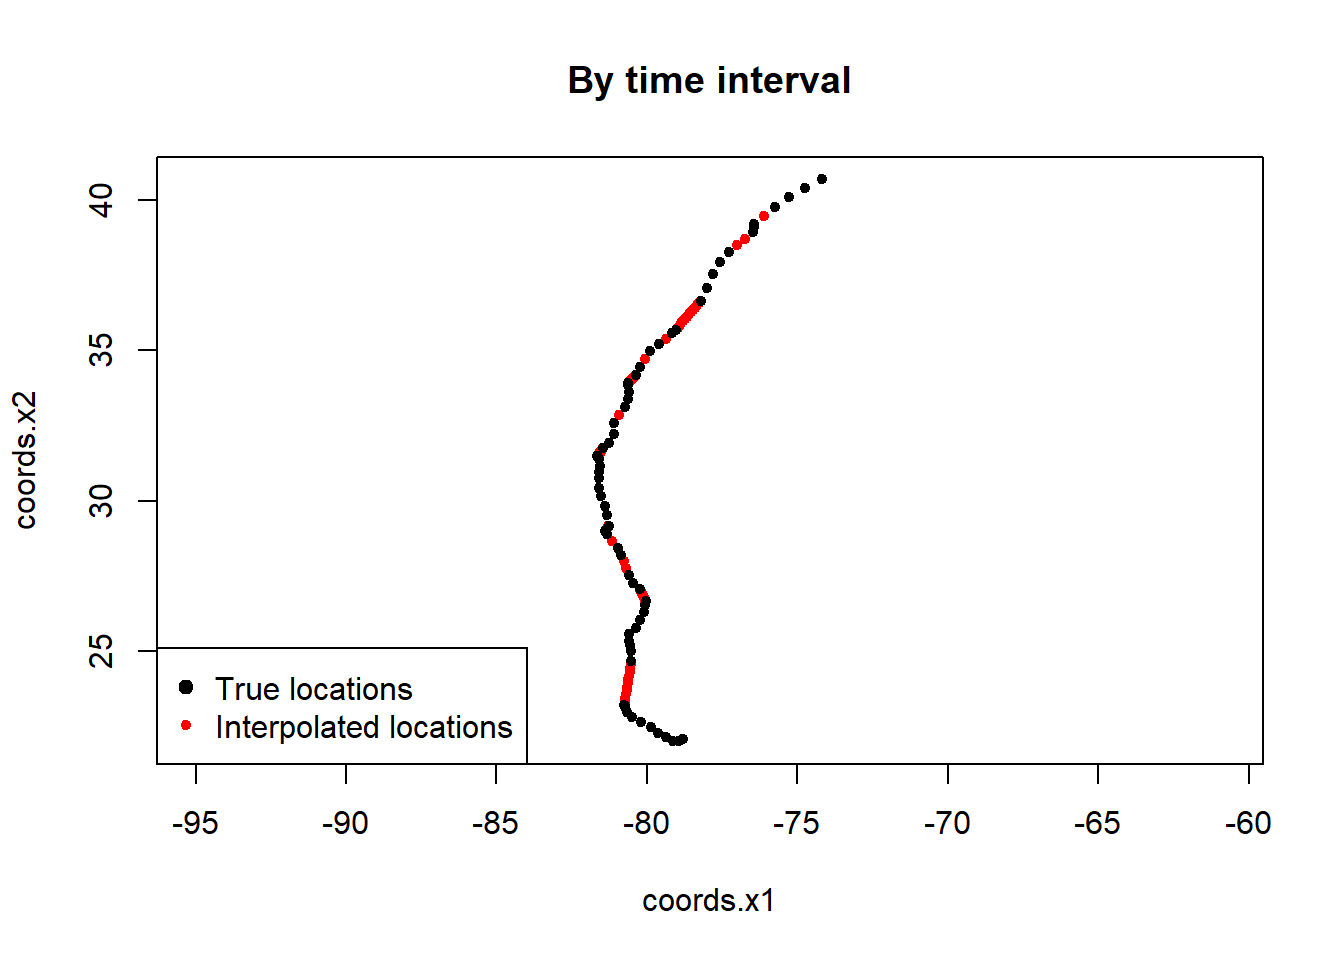 By time interval
coords.x2
40
35
30
25
True locations
Interpolated locations
-95 -90 -85 -80 -75 -70 -65 -60
coords.x1